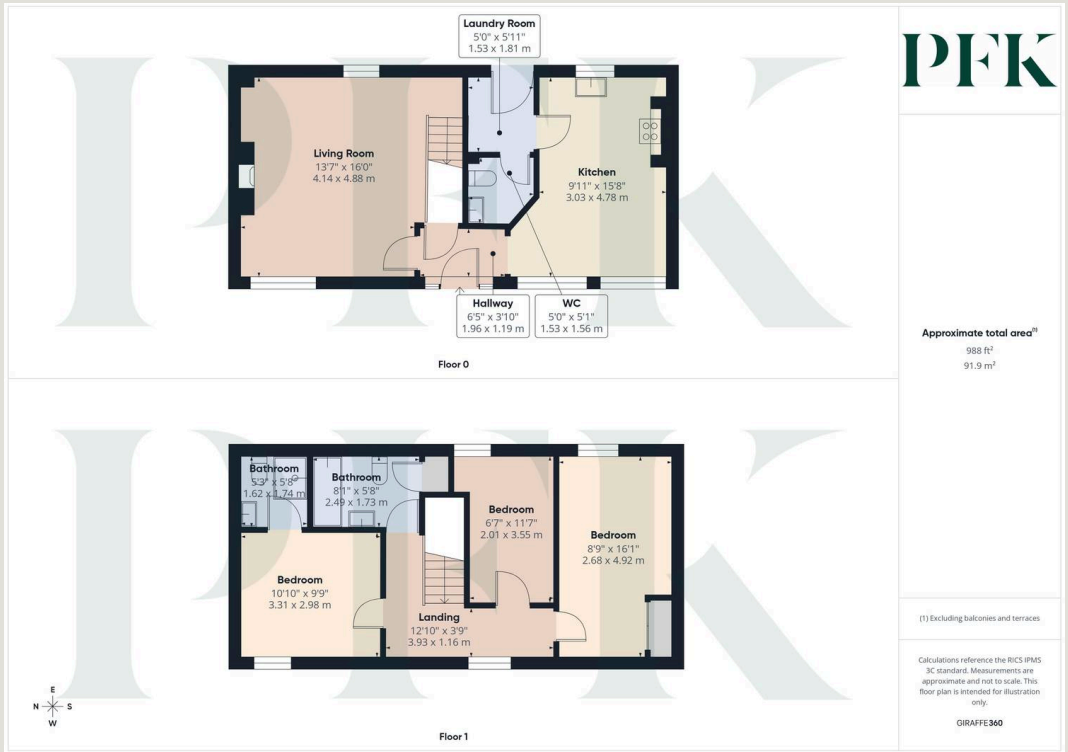 Laundry Room
5'0" x 5'11"
1.53 x 1.81 m
Living Room
13'7" x 16'0"
4.14 x 4.88 m
Kitchen
9'11" x 15'8"
3.03 x 4.78 m
Hallway
6'5" x 3'10"
1.96 x 1.19 m
WC
5'0" x 5'1"
1.53 x 1.56 m
Floor 0
Bathroom
5'3" x 5'8"
1.62 x 1.74 m
Bathroom
8'1" x 5'8"
2.49 x 1.73 m
Bedroom
6'7" x 11'7"
2.01 x 3.55 m
Bedroom
8'9" x 16'1"
2.68 x 4.92 m
Bedroom
10'10" x 9'9"
3.31 x 2.98 m
Landing
12'10" x 3'9"
3.93 x 1.16 m
E
N S
W
Floor 1
PFK
PFK
PFK
Approximate total area(1)
988 ft²
91.9 m²
(1) Excluding balconies and terraces
Calculations reference the RICS IPMS
3C standard. Measurements are
approximate and not to scale. This
floor plan is intended for illustration
only.
GIRAFFE360